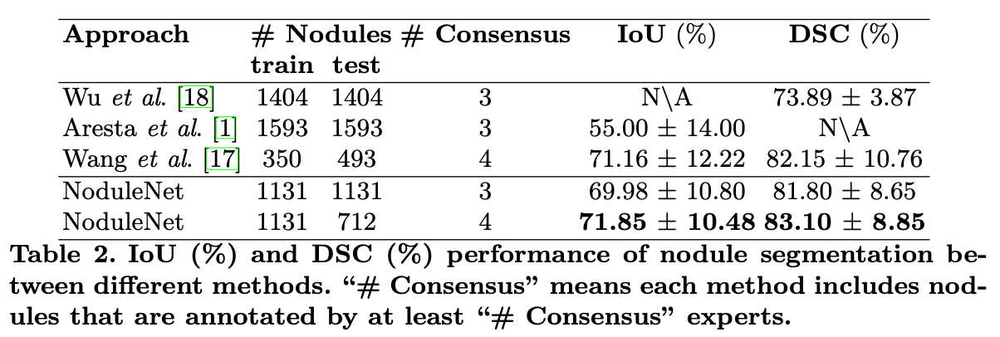 Approach # Nodules # Consensus IoU (%) DSC (%)
train test
Wu et al. [18] 1404 1404 3 N\A 73.89 ± 3.87
Aresta et al. [1] 1593 1593 3 55.00 ± 14.00 N\A
Wang et al. [17] 350 493 4 71.16 ± 12.22 82.15 ± 10.76
NoduleNet 1131 1131 3 69.98 ± 10.80 81.80 ± 8.65
NoduleNet 1131 712 4 71.85 ± 10.48 83.10 ± 8.85
Table 2. IoU (%) and DSC (%) performance of nodule segmentation be-
tween different methods. “# Consensus” means each method includes nod-
ules that are annotated by at least “# Consensus” experts.